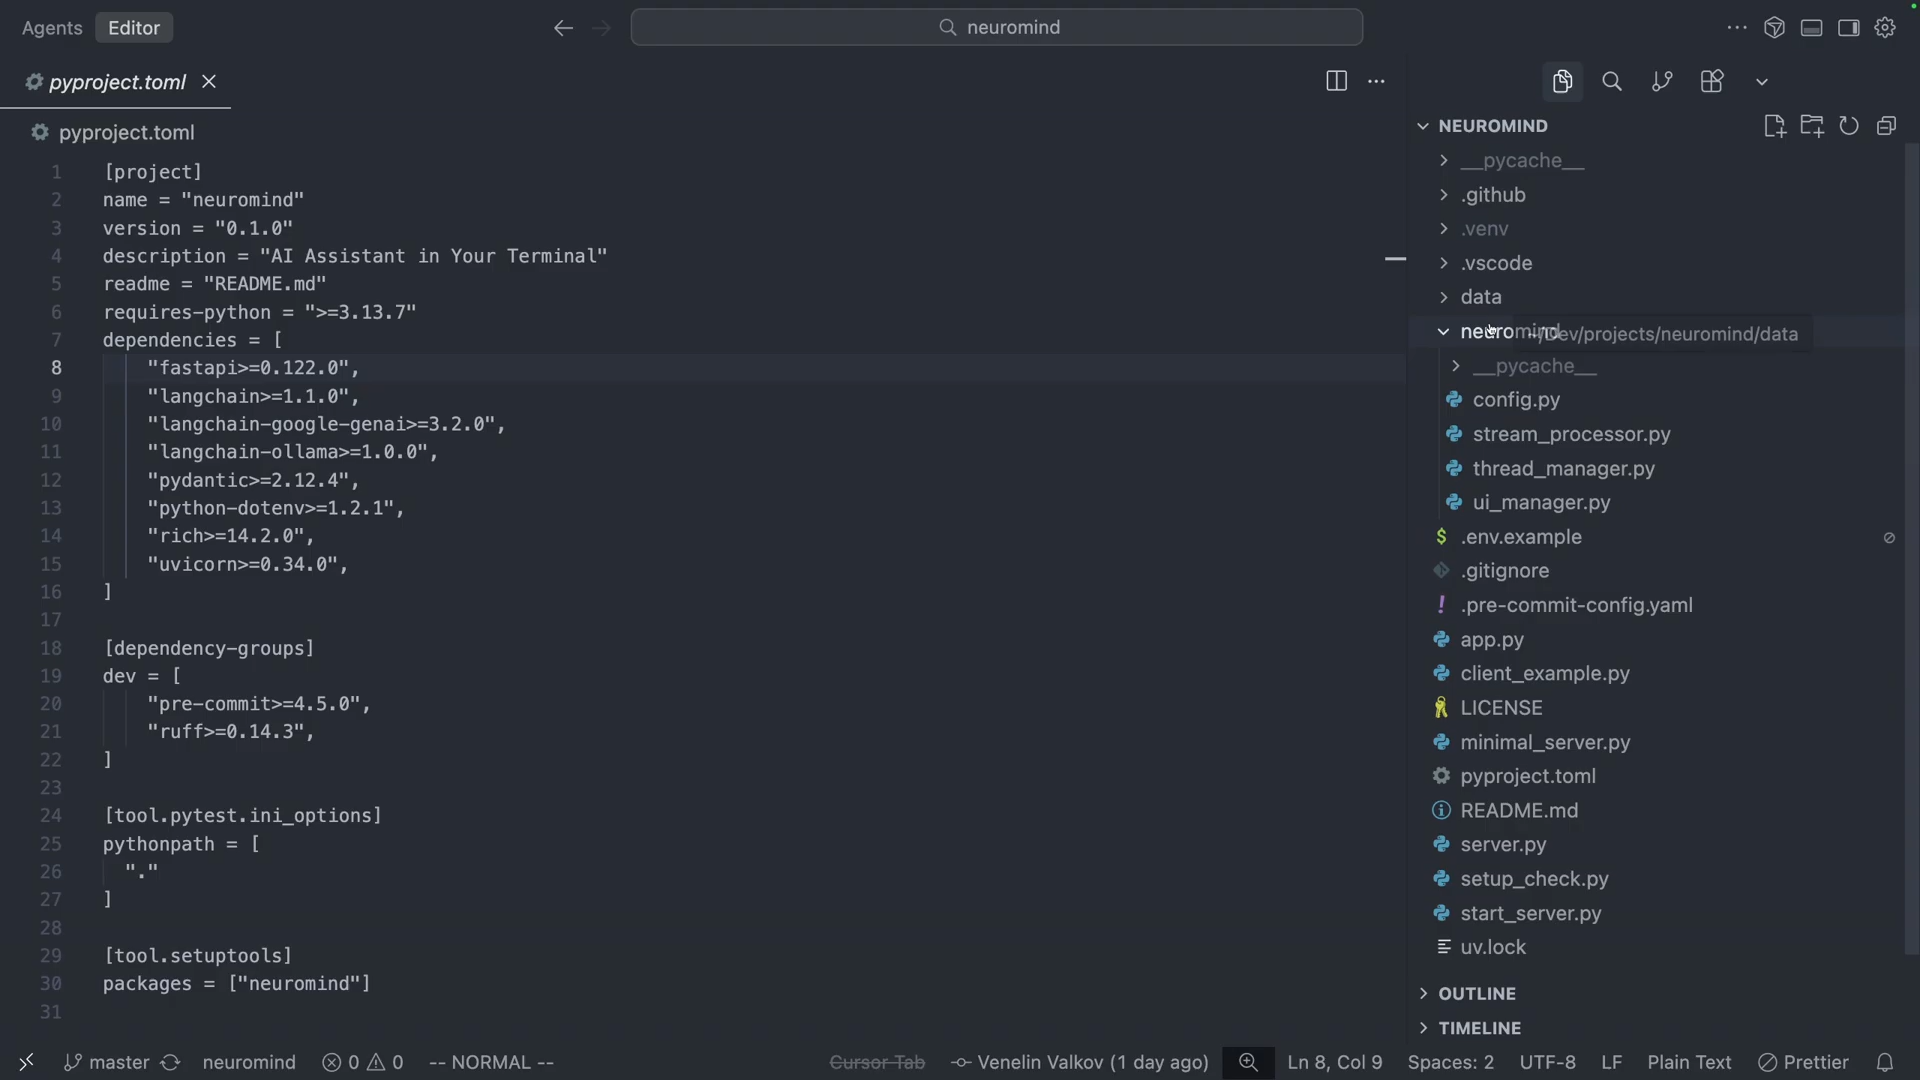 Agents Editor neuromind
pyproject.toml
pyproject.toml
1 [project]
2 name = "neuromind"
3 version = "0.1.0"
4 description = "AI Assistant in Your Terminal"
5 readme = "README.md"
6 requires-python = ">=3.13.7"
7 dependencies = [
8 "fastapi>=0.122.0",
9 "langchain>=1.1.0",
10 "langchain-google-genai>=3.2.0",
11 "langchain-ollama>=1.0.0",
12 "pydantic>=2.12.4",
13 "python-dotenv>=1.2.1",
14 "rich>=14.2.0",
15 "uvicorn>=0.34.0",
16 ]
17
18 [dependency-groups]
19 dev = [
20 "pre-commit>=4.5.0",
21 "ruff>=0.14.3",
22 ]
23
24 [tool.pytest.ini_options]
25 pythonpath = [
26 "."
27 ]
28
29 [tool.setuptools]
30 packages = ["neuromind"]
31
NEUROMIND
__pycache__
.github
.venv
.vscode
data
neuromind
~/Dev/projects/neuromind/data
__pycache__
config.py
stream_processor.py
thread_manager.py
ui_manager.py
.env.example
.gitignore
.pre-commit-config.yaml
app.py
client_example.py
LICENSE
minimal_server.py
pyproject.toml
README.md
server.py
setup_check.py
start_server.py
uv.lock
OUTLINE
TIMELINE
master neuromind 0 0 -- NORMAL -- Cursor Tab Venelin Valkov (1 day ago) Ln 8, Col 9 Spaces: 2 UTF-8 LF Plain Text Prettier